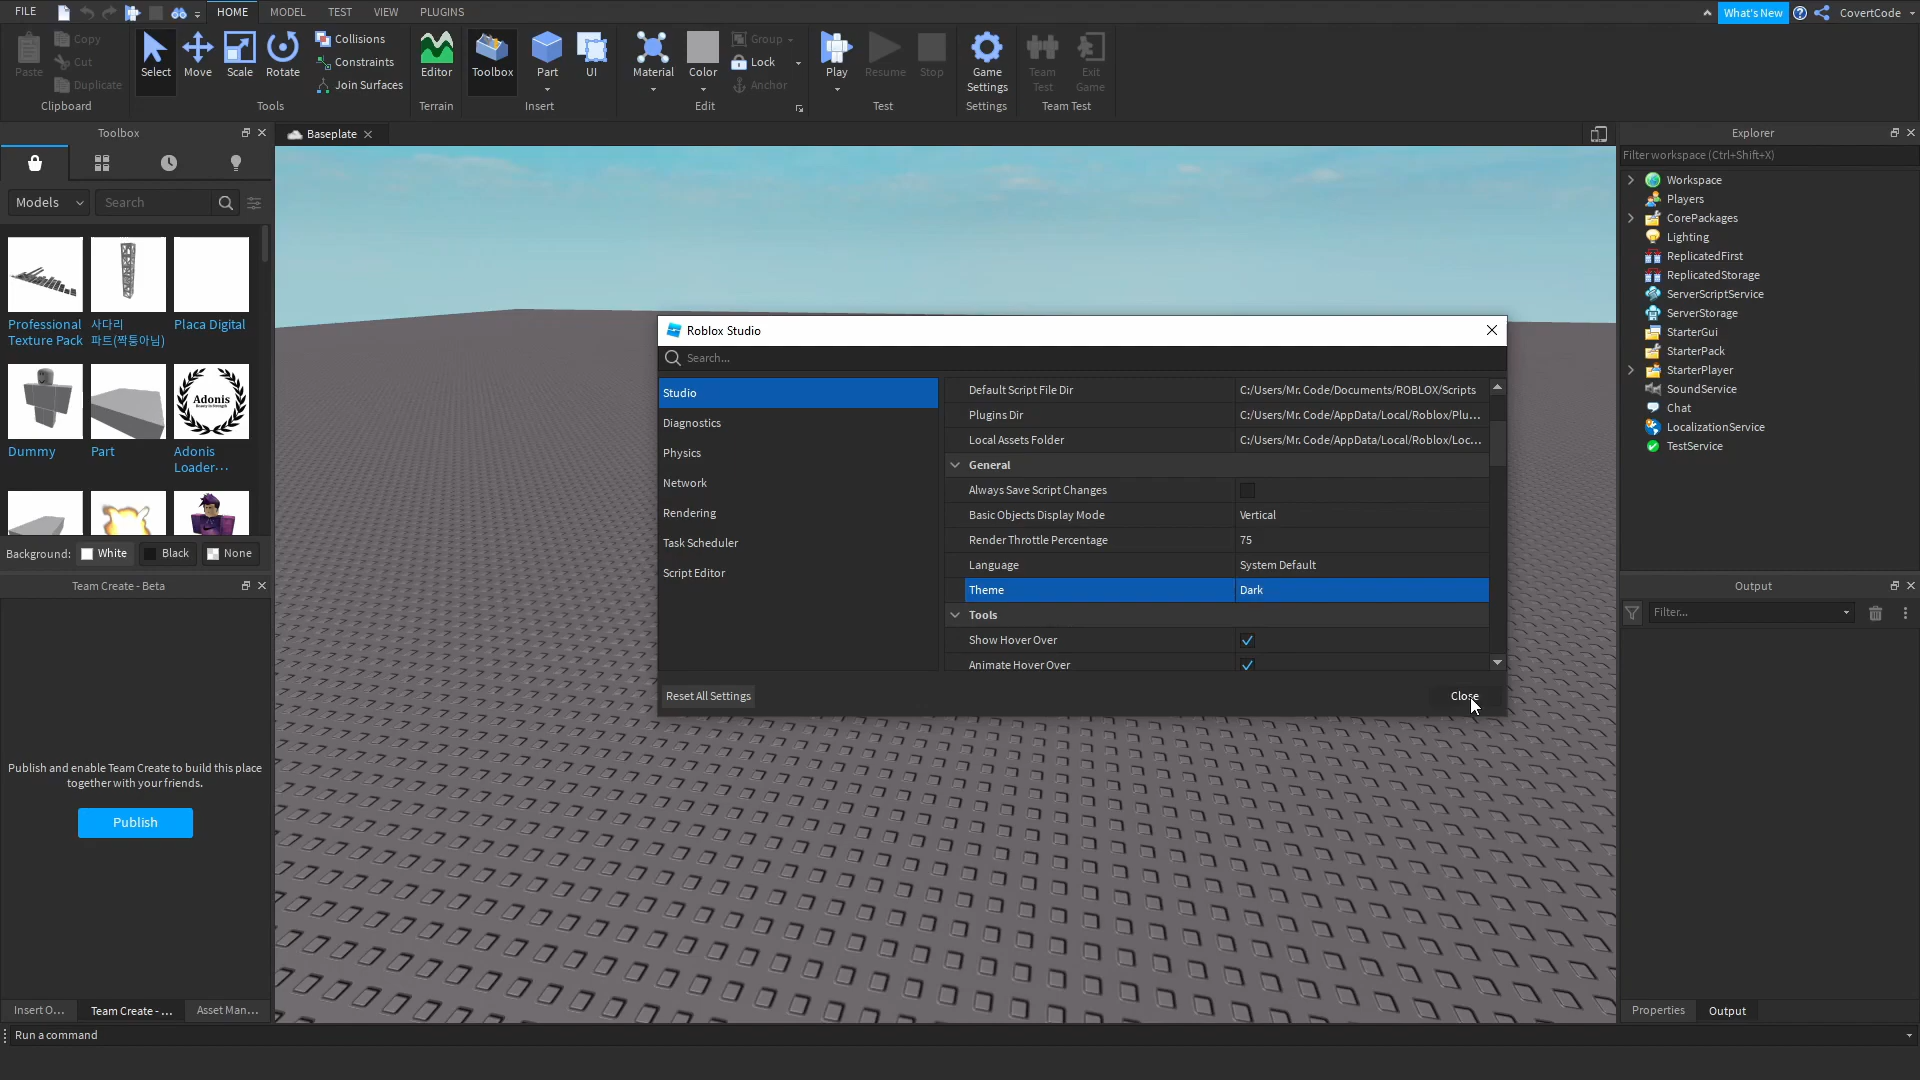 FILE
HOME
MODEL
TEST
VIEW
PLUGINS
What's New
CovertCode
Paste
Copy
Cut
Duplicate
Clipboard
Select
Move
Scale
Rotate
Collisions
Constraints
Join Surfaces
Tools
Editor
Terrain
Toolbox
Part
UI
Insert
Material
Color
Group
Lock
Anchor
Edit
Play
Resume
Stop
Test
Game
Settings
Settings
Team
Test
Exit
Game
Team Test
Toolbox
Models
Search
Professional
Texture Pack
사다리
파트(짝퉁아님)
Placa Digital
Dummy
Part
Adonis
Adonis
Loader···
Background:
White
Black
None
Team Create - Beta
Publish and enable Team Create to build this place
together with your friends.
Publish
Insert O...
Team Create - ...
Asset Man...
Run a command
Baseplate
Roblox Studio
Search...
Studio
Diagnostics
Physics
Network
Rendering
Task Scheduler
Script Editor
Default Script File Dir
C:/Users/Mr. Code/Documents/ROBLOX/Scripts
Plugins Dir
C:/Users/Mr. Code/AppData/Local/Roblox/Plu...
Local Assets Folder
C:/Users/Mr. Code/AppData/Local/Roblox/Loc...
General
Always Save Script Changes
Basic Objects Display Mode
Vertical
Render Throttle Percentage
75
Language
System Default
Theme
Dark
Tools
Show Hover Over
Animate Hover Over
Reset All Settings
Close
Explorer
Filter workspace (Ctrl+Shift+X)
Workspace
Players
CorePackages
Lighting
ReplicatedFirst
ReplicatedStorage
ServerScriptService
ServerStorage
StarterGui
StarterPack
StarterPlayer
SoundService
Chat
LocalizationService
TestService
Output
Filter...
Properties
Output